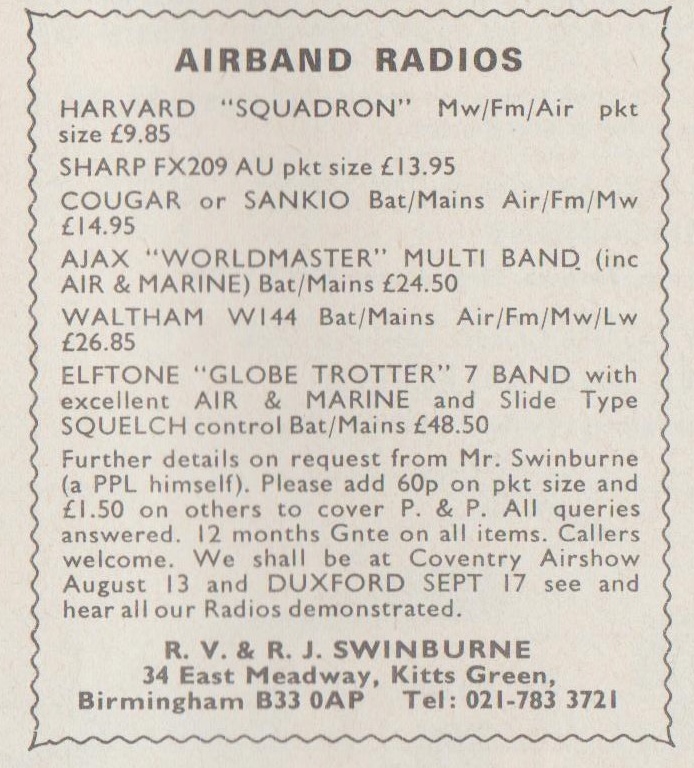 AIRBAND RADIOS
HARVARD "SQUADRON" Mw/Fm/Air pkt
size £9.85
SHARP FX209 AU pkt size £13.95
COUGAR or SANKIO Bat/Mains Air/Fm/Mw
£14.95
AJAX "WORLDMASTER" MULTI BAND (inc
AIR & MARINE) Bat/Mains £24.50
WALTHAM W144 Bat/Mains Air/Fm/Mw/Lw
£26.85
ELFTONE "GLOBE TROTTER" 7 BAND with
excellent AIR & MARINE and Slide Type
SQUELCH control Bat/Mains £48.50
Further details on request from Mr. Swinburne
(a PPL himself). Please add 60p on pkt size and
£1.50 on others to cover P. & P. All queries
answered. 12 months Gnte on all items. Callers
welcome. We shall be at Coventry Airshow
August 13 and DUXFORD SEPT 17 see and
hear all our Radios demonstrated.
R. V. & R. J. SWINBURNE
34 East Meadway, Kitts Green,
Birmingham B33 0AP Tel: 021-783 3721